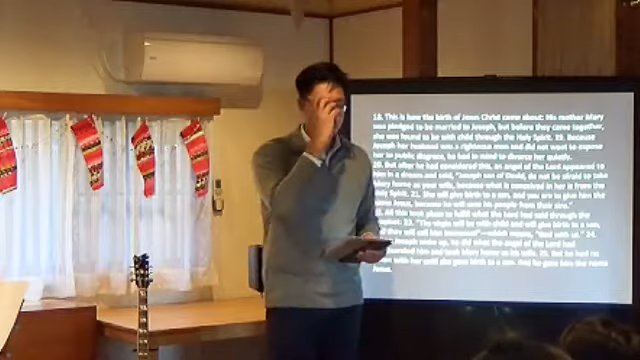 18. This is how the birth of Jesus Christ came about: His mother Mary
was pledged to be married to Joseph, but before they came together,
she was found to be with child through the Holy Spirit. 19. Because
Joseph her husband was a righteous man and did not want to expose
her to public disgrace, he had in mind to divorce her quietly.
20. But after he had considered this, an angel of the Lord appeared to
him in a dream and said, "Joseph son of David, do not be afraid to take
Mary home as your wife, because what is conceived in her is from the
Holy Spirit. 21. She will give birth to a son, and you are to give him the
name Jesus, because he will save his people from their sins."
22. All this took place to fulfill what the Lord had said through the
23. "The virgin will be with child and will give birth to a son,
they will call him Immanuel"—which means, "God with us." 24.
Joseph woke up, he did what the angel of the Lord had
and took Mary home as his wife. 25. But he had no
with her until she gave birth to a son. And he gave him the name
Jesus.